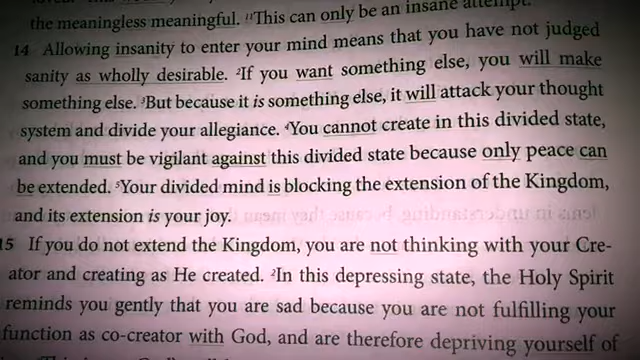 the meaningless meaningful. ¹¹This can only be an insane attempt.
14 Allowing insanity to enter your mind means that you have not judged
sanity as wholly desirable. ²If you want something else, you will make
something else. ³But because it is something else, it will attack your thought
system and divide your allegiance. ⁴You cannot create in this divided state,
and you must be vigilant against this divided state because only peace can
be extended. ⁵Your divided mind is blocking the extension of the Kingdom,
and its extension is your joy.
15 If you do not extend the Kingdom, you are not thinking with your Cre-
ator and creating as He created. ²In this depressing state, the Holy Spirit
reminds you gently that you are sad because you are not fulfilling your
function as co-creator with God, and are therefore depriving yourself of